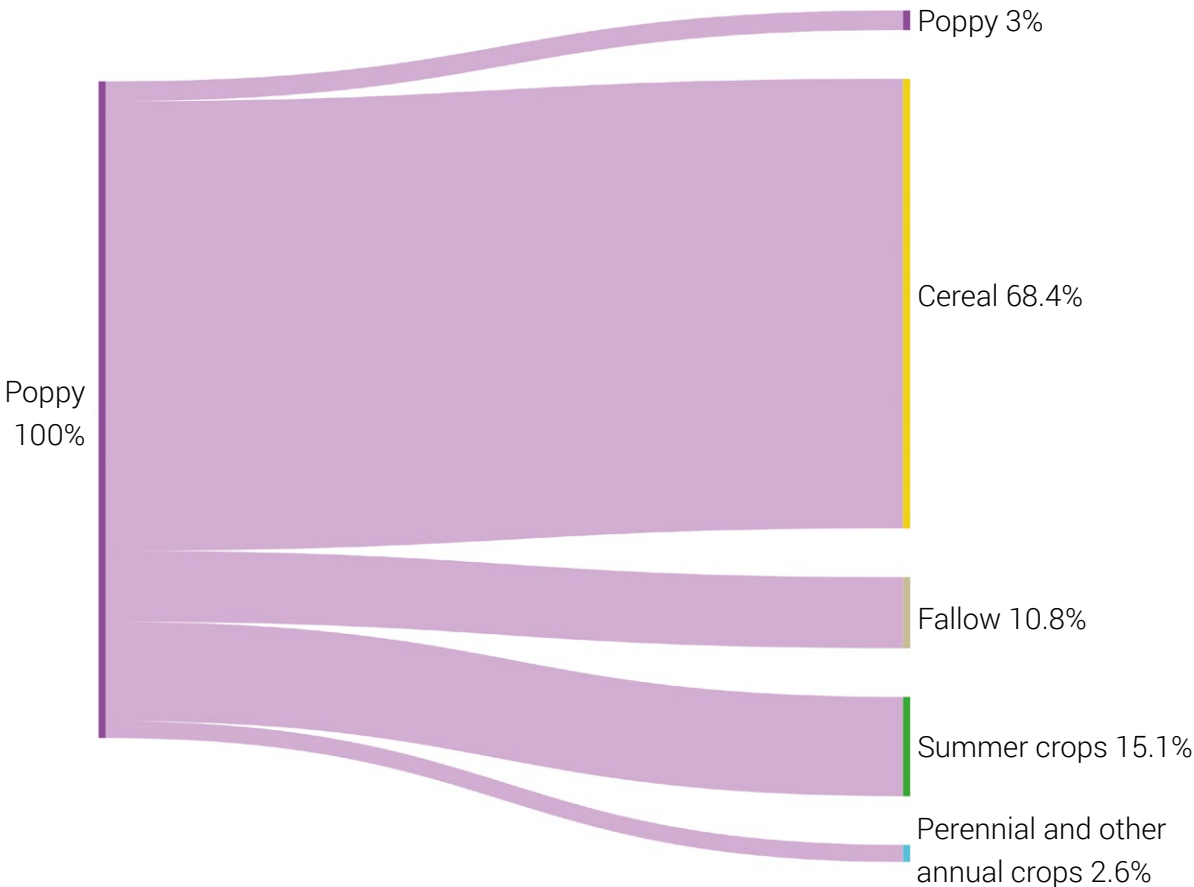 Poppy 3%
Cereal 68.4%
Poppy
100%
Fallow 10.8%
Summer crops 15.1%
Perennial and other
annual crops 2.6%